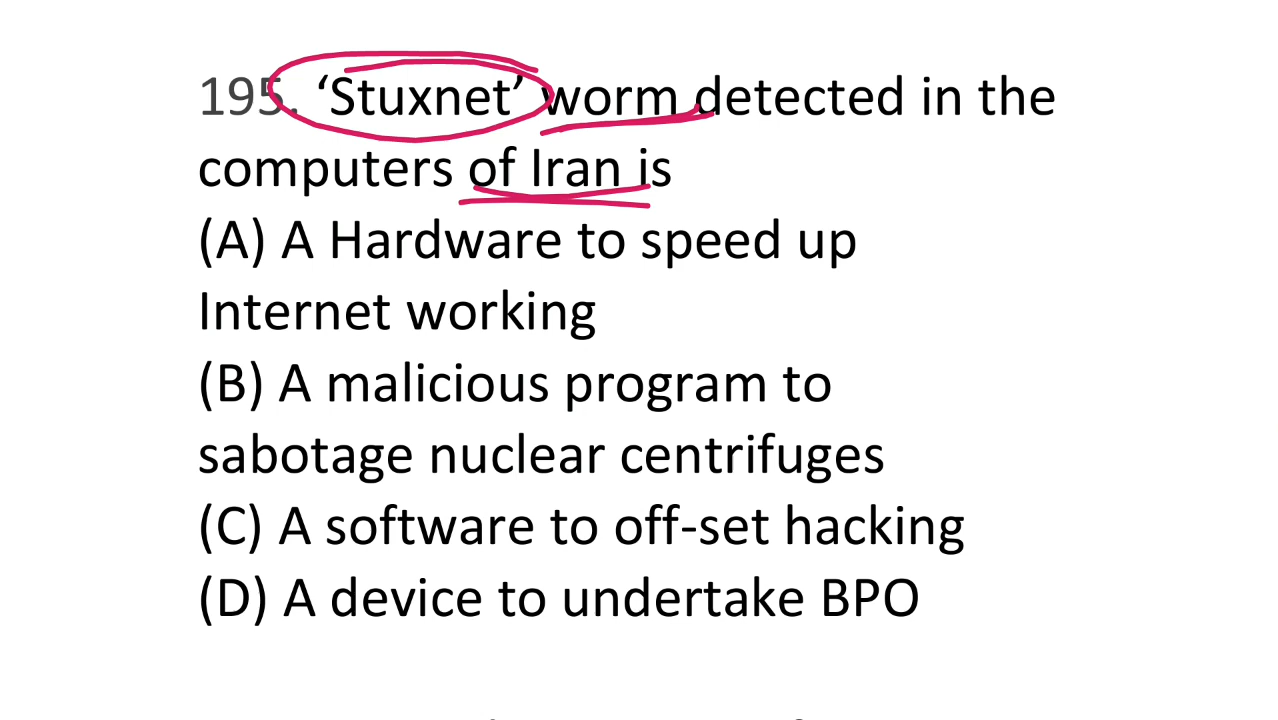 195. ‘Stuxnet’ worm detected in the
computers of Iran is
(A) A Hardware to speed up
Internet working
(B) A malicious program to
sabotage nuclear centrifuges
(C) A software to off-set hacking
(D) A device to undertake BPO